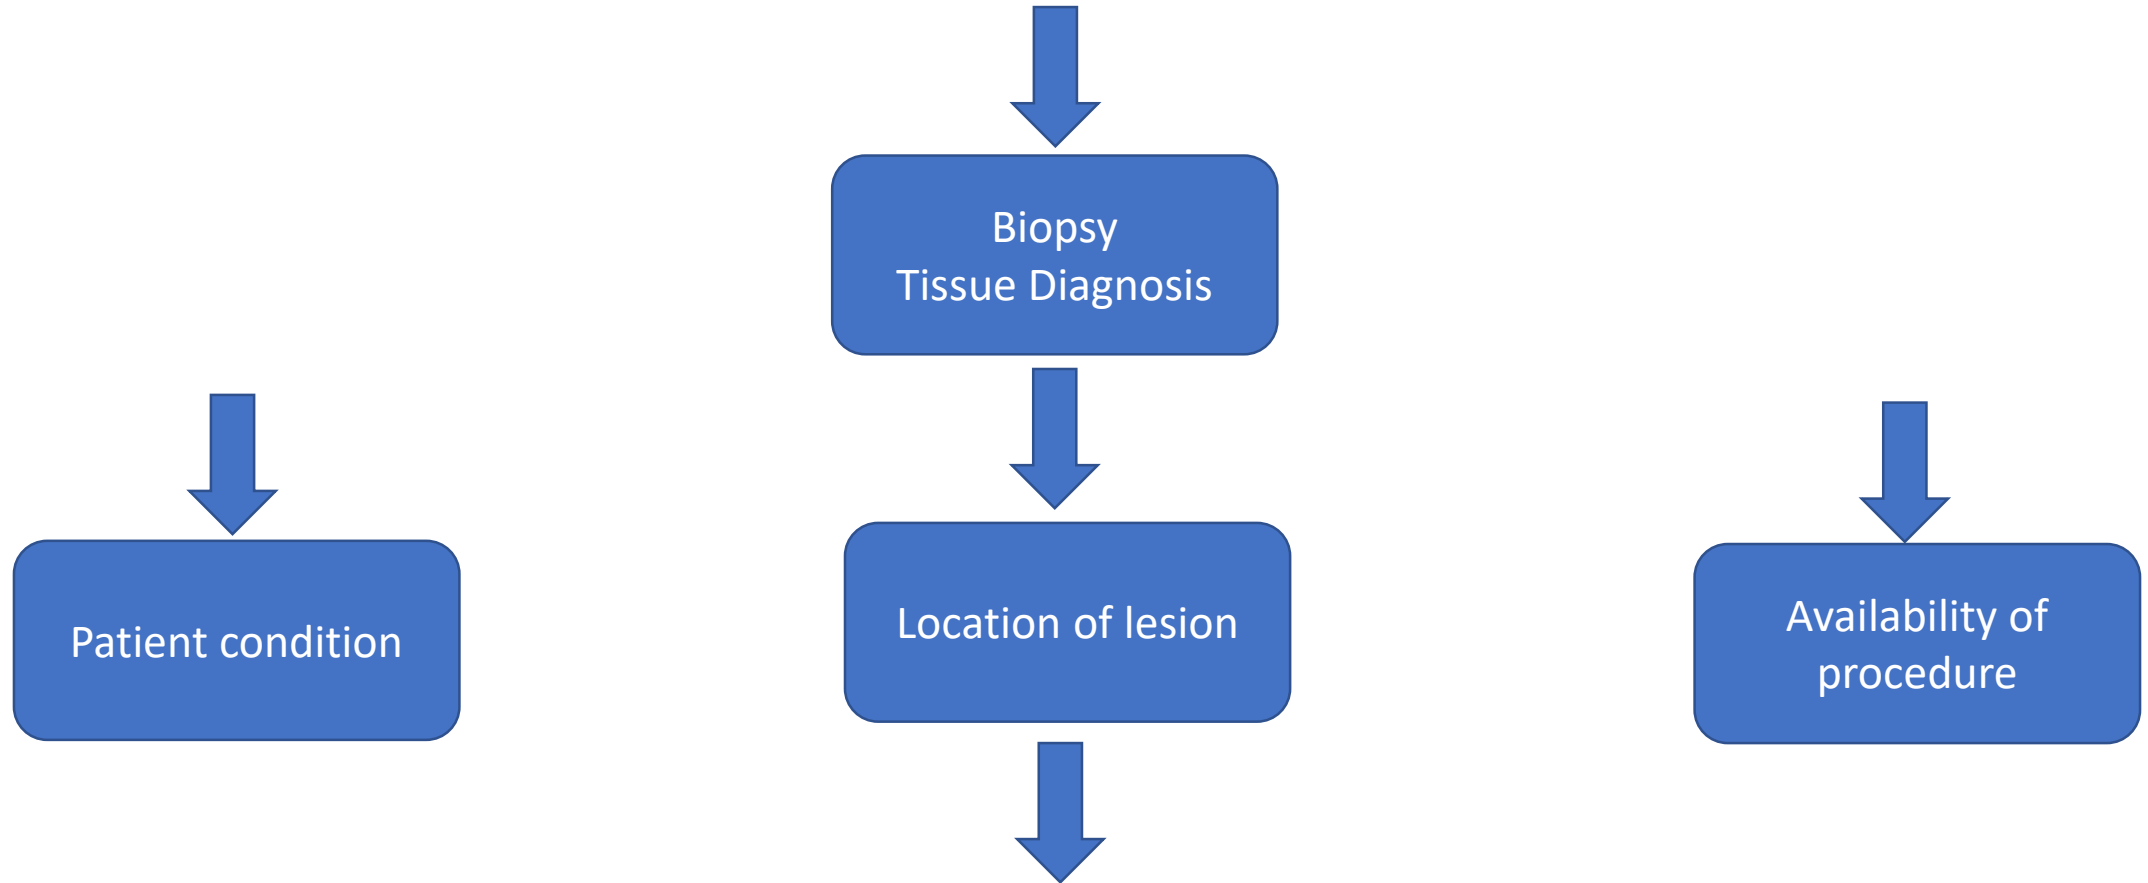 Biopsy
Tissue Diagnosis
Patient condition
Location of lesion
Availability of
procedure